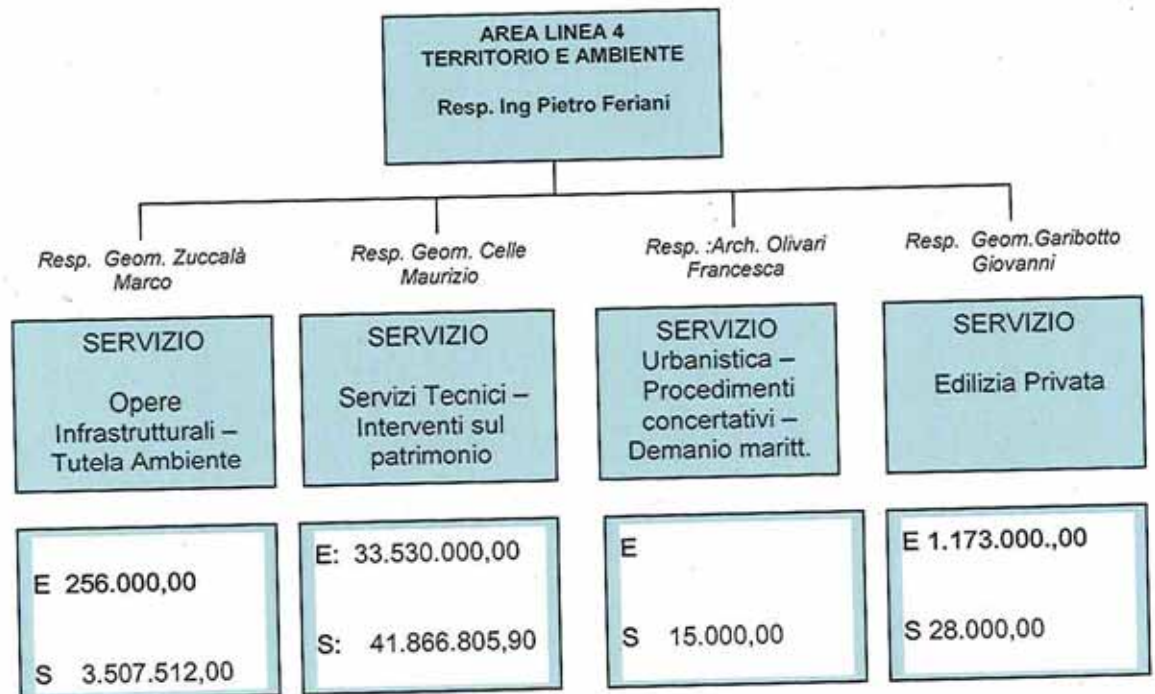 AREA LINEA 4
TERRITORIO E AMBIENTE
Resp. Ing Pietro Feriani
Resp. Geom. Zuccalà
Marco
SERVIZIO
Opere
Infrastrutturali –
Tutela Ambiente
E 256.000,00
S 3.507.512,00
Resp. Geom. Celle
Maurizio
SERVIZIO
Servizi Tecnici –
Interventi sul
patrimonio
E: 33.530.000,00
S: 41.866.805,90
Resp. :Arch. Olivari
Francesca
SERVIZIO
Urbanistica –
Procedimenti
concertativi –
Demanio maritt.
E
S 15.000,00
Resp. Geom.Garibotto
Giovanni
SERVIZIO
Edilizia Privata
E 1.173.000.,00
S 28.000,00